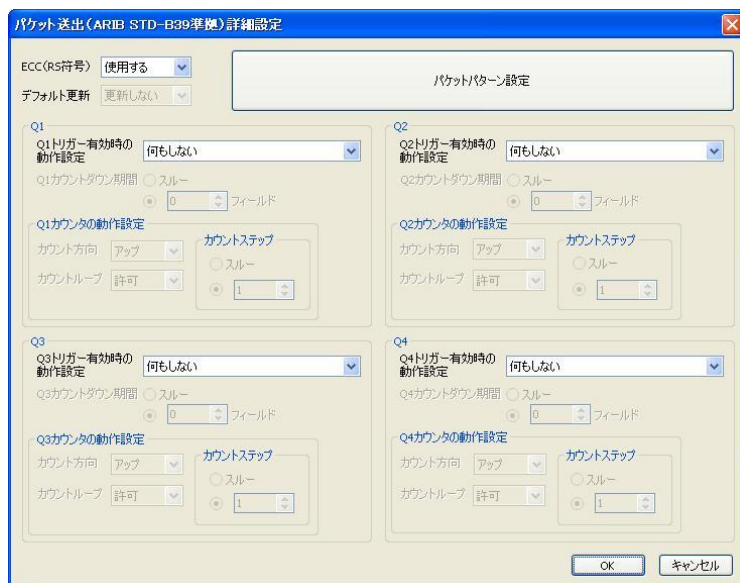 パケット送出(ARIB STD-B39準拠)詳細設定
ECC(RS符号) 使用する
デフォルト更新 更新しない
パケットパターン設定
Q1
Q1トリガー有効時の
動作設定 何もしない
Q1カウントダウン期間 スルー
0 フィールド
Q1カウンタの動作設定
カウント方向 アップ
カウントループ 許可
カウントステップ
スルー
1
Q2
Q2トリガー有効時の
動作設定 何もしない
Q2カウントダウン期間 スルー
0 フィールド
Q2カウンタの動作設定
カウント方向 アップ
カウントループ 許可
カウントステップ
スルー
1
Q3
Q3トリガー有効時の
動作設定 何もしない
Q3カウントダウン期間 スルー
0 フィールド
Q3カウンタの動作設定
カウント方向 アップ
カウントループ 許可
カウントステップ
スルー
1
Q4
Q4トリガー有効時の
動作設定 何もしない
Q4カウントダウン期間 スルー
0 フィールド
Q4カウンタの動作設定
カウント方向 アップ
カウントループ 許可
カウントステップ
スルー
1
OK キャンセル